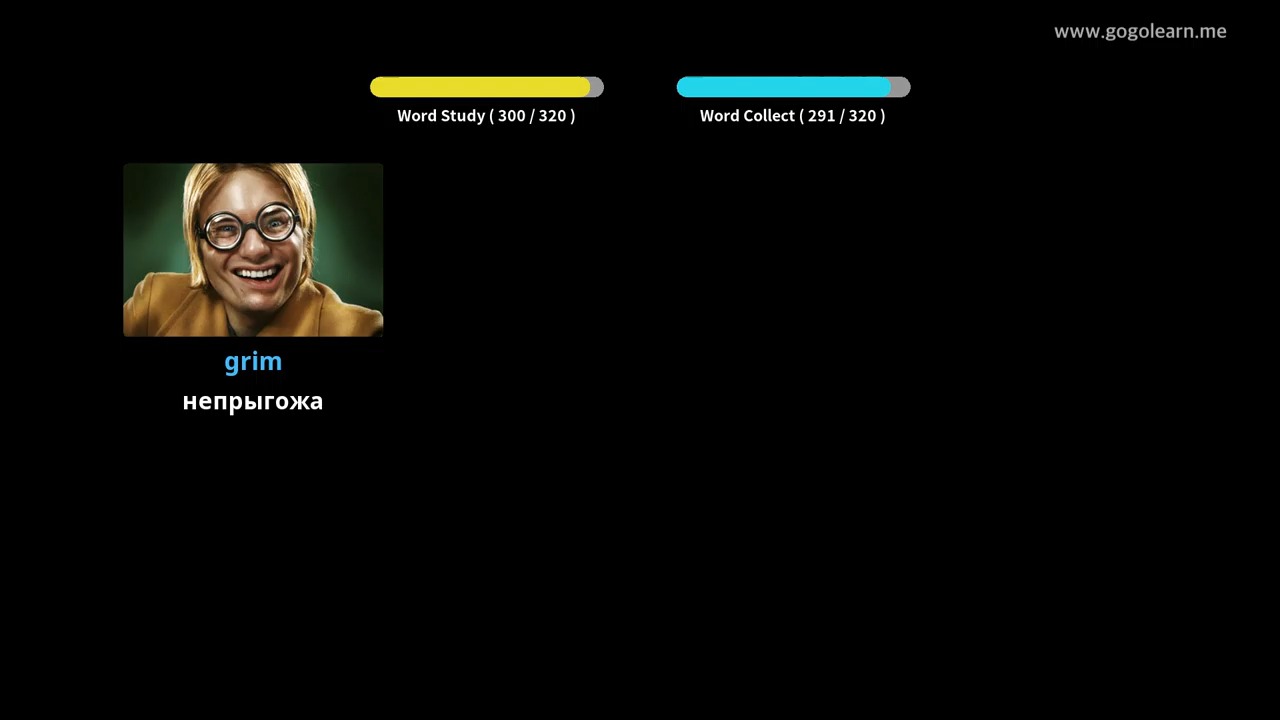 www.gogolearn.me
Word Study ( 300 / 320 )
Word Collect ( 291 / 320 )
grim
непрыгожа